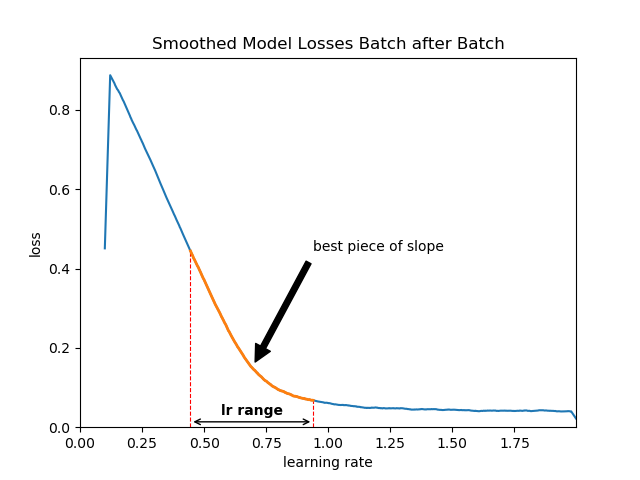 Smoothed Model Losses Batch after Batch
loss
0.8
0.6
0.4
0.2
0.0
best piece of slope
lr range
0.00 0.25 0.50 0.75 1.00 1.25 1.50 1.75
learning rate